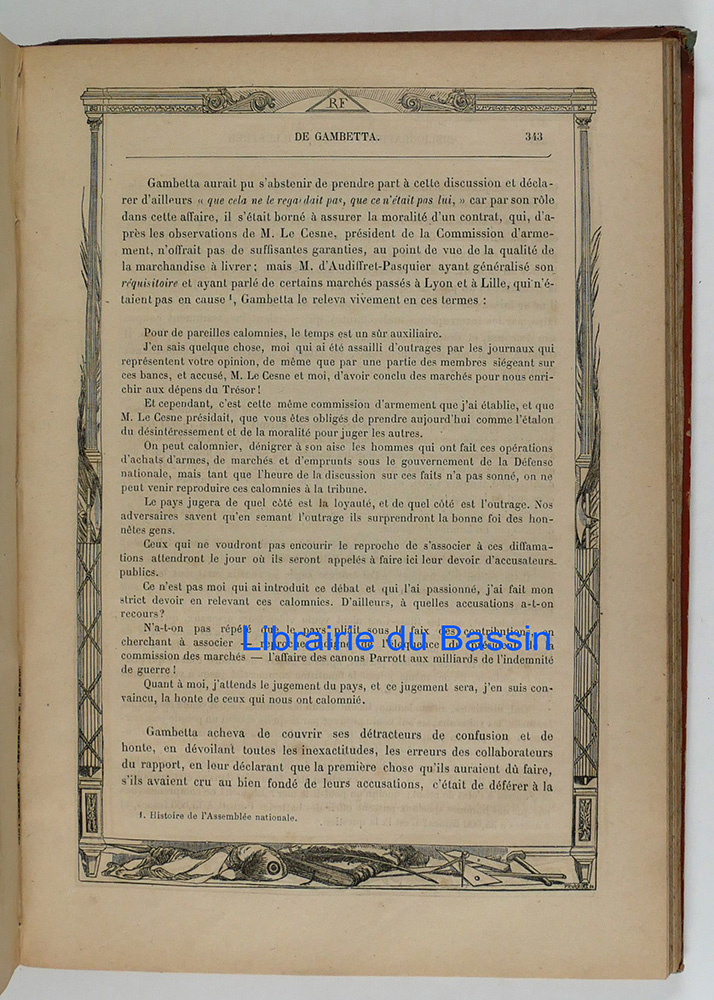 RF
DE GAMBETTA. 343
Gambetta aurait pu s'abstenir de prendre part à cette discussion et décla-
rer d'ailleurs « que cela ne le regardait pas, que ce n'était pas lui, » car par son rôle
dans cette affaire, il s'était borné à assurer la moralité d'un contrat, qui, d'a-
près les observations de M. Le Cesne, président de la Commission d'arme-
ment, n'offrait pas de suffisantes garanties, au point de vue de la qualité de
la marchandise à livrer ; mais M. d'Audiffret-Pasquier ayant généralisé son
réquisitoire et ayant parlé de certains marchés passés à Lyon et à Lille, qui n'é-
taient pas en cause ¹, Gambetta le releva vivement en ces termes :
Pour de pareilles calomnies, le temps est un sûr auxiliaire.
J'en sais quelque chose, moi qui ai été assailli d'outrages par les journaux qui
représentent votre opinion, de même que par une partie des membres siégeant sur
ces bancs, et accusé, M. Le Cesne et moi, d'avoir conclu des marchés pour nous enri-
chir aux dépens du Trésor !
Et cependant, c'est cette même commission d'armement que j'ai établie, et que
M. Le Cesne présidait, que vous êtes obligés de prendre aujourd'hui comme l'étalon
du désintéressement et de la moralité pour juger les autres.
On peut calomnier, dénigrer à son aise les hommes qui ont fait ces opérations
d'achats d'armes, de marchés et d'emprunts sous le gouvernement de la Défense
nationale, mais tant que l'heure de la discussion sur ces faits n'a pas sonné, on ne
peut venir reproduire ces calomnies à la tribune.
Le pays jugera de quel côté est la loyauté, et de quel côté est l'outrage. Nos
adversaires savent qu'en semant l'outrage ils surprendront la bonne foi des hon-
nêtes gens.
Ceux qui ne voudront pas encourir le reproche de s'associer à ces diffama-
tions attendront le jour où ils seront appelés à faire ici leur devoir d'accusateurs
publics.
Ce n'est pas moi qui ai introduit ce débat et qui l'ai passionné, j'ai fait mon
strict devoir en relevant ces calomnies. D'ailleurs, à quelles accusations a-t-on
recours ?
N'a-t-on pas répété que le pays pliait sous le faix des contributions en
cherchant à associer
commission des marchés — l'affaire des canons Parrott aux milliards de l'indemnité
de guerre !
Quant à moi, j'attends le jugement du pays, et ce jugement sera, j'en suis con-
vaincu, la honte de ceux qui nous ont calomnié.
Gambetta acheva de couvrir ses détracteurs de confusion et de
honte, en dévoilant toutes les inexactitudes, les erreurs des collaborateurs
du rapport, en leur déclarant que la première chose qu'ils auraient dû faire,
s'ils avaient cru au bien fondé de leurs accusations, c'était de déférer à la
1. Histoire de l'Assemblée nationale.
Librairie du Bassin